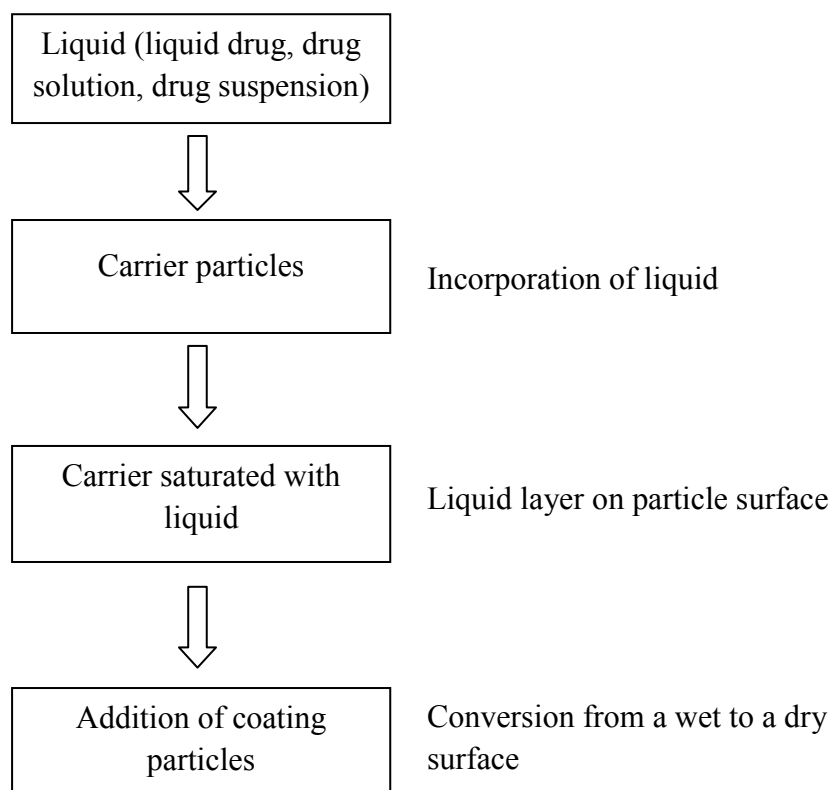 Liquid (liquid drug, drug
solution, drug suspension)
Carrier particles
Incorporation of liquid
Carrier saturated with
liquid
Liquid layer on particle surface
Addition of coating
particles
Conversion from a wet to a dry
surface